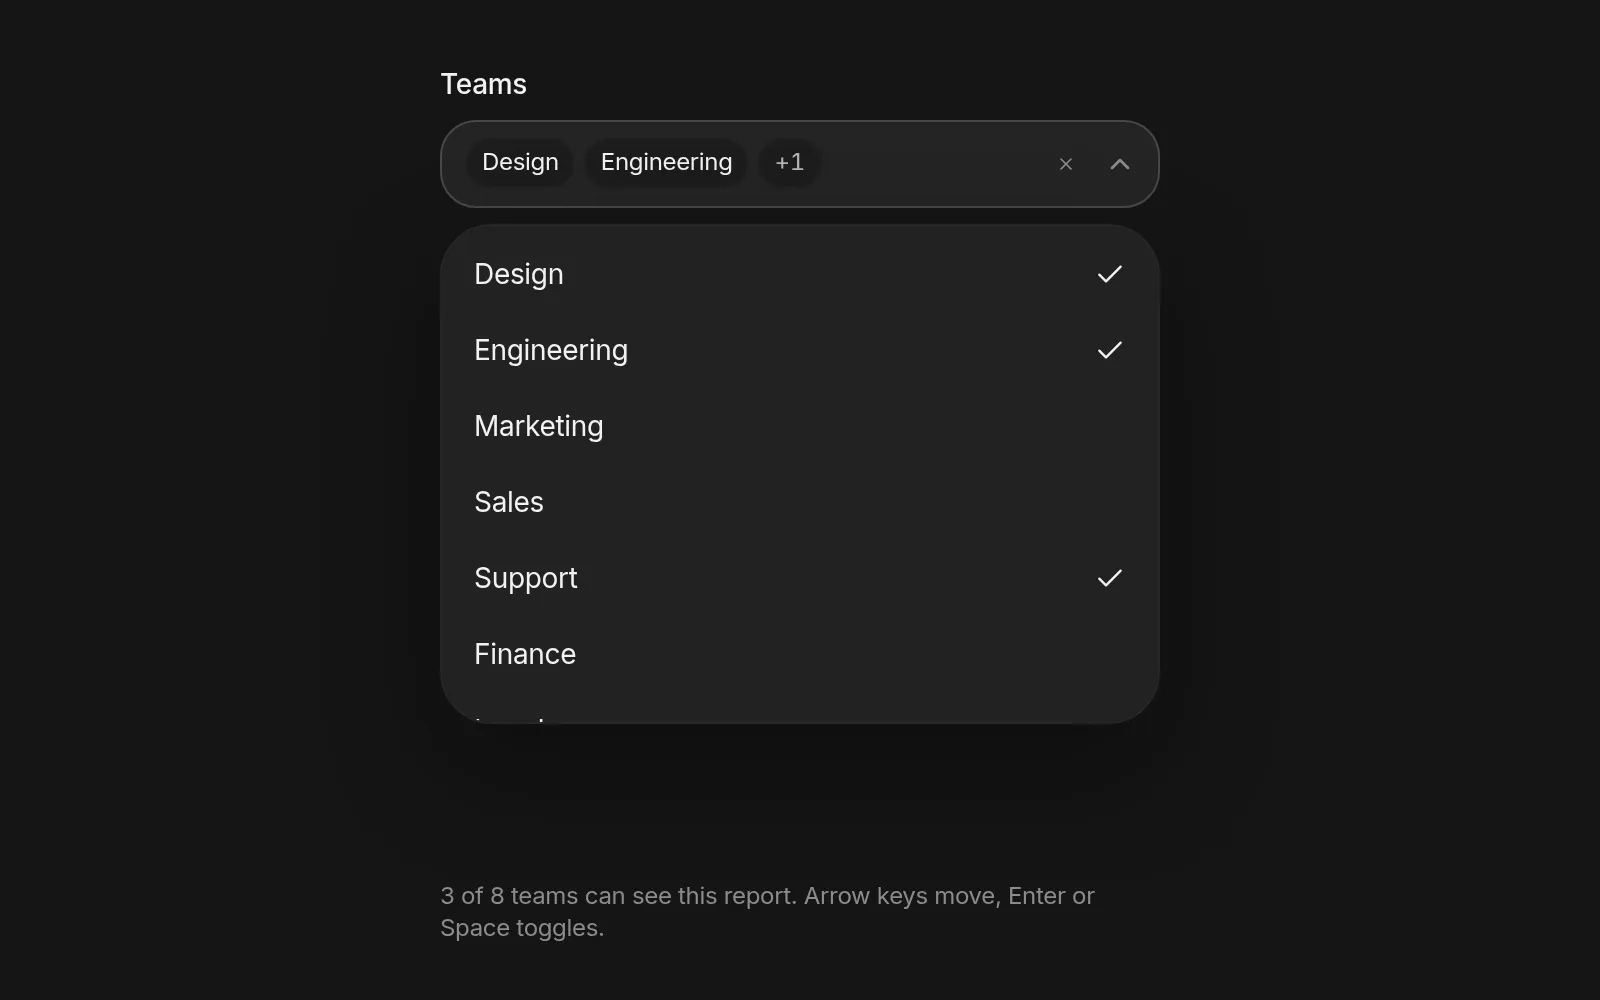 Teams
Design Engineering +1
Design
Engineering
Marketing
Sales
Support
Finance
3 of 8 teams can see this report. Arrow keys move, Enter or
Space toggles.